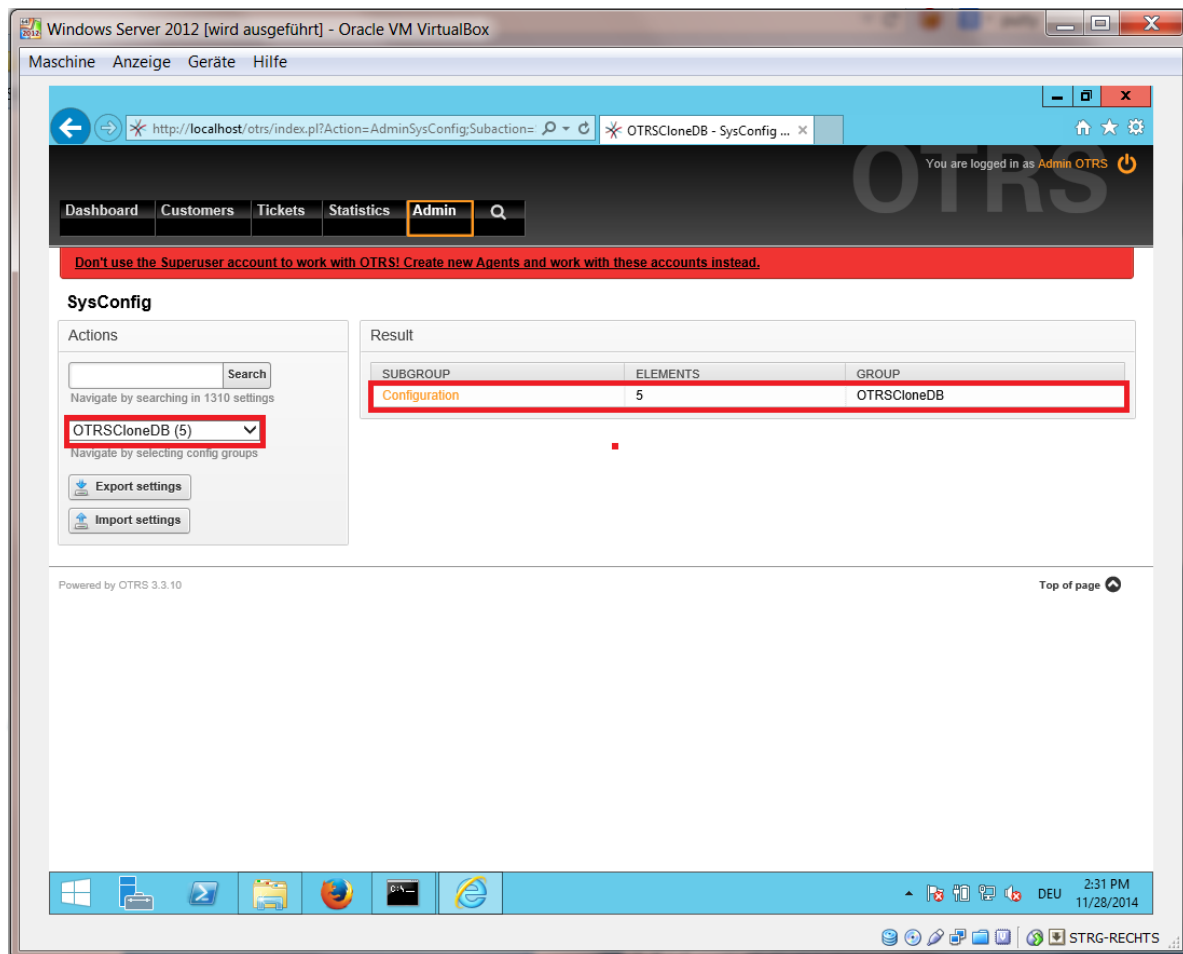 Windows Server 2012 [wird ausgeführt] - Oracle VM VirtualBox
Maschine Anzeige Geräte Hilfe
http://localhost/otrs/index.pl?Action=AdminSysConfig;Subaction=
OTRSCloneDB - SysConfig ...
OTRS
You are logged in as Admin OTRS
Dashboard Customers Tickets Statistics Admin
Don't use the Superuser account to work with OTRS! Create new Agents and work with these accounts instead.
SysConfig
Actions
Search
Navigate by searching in 1310 settings
OTRSCloneDB (5)
Navigate by selecting config groups
Export settings
Import settings
Result
SUBGROUP ELEMENTS GROUP
Configuration 5 OTRSCloneDB
Powered by OTRS 3.3.10
Top of page
DEU
2:31 PM
11/28/2014
STRG-RECHTS